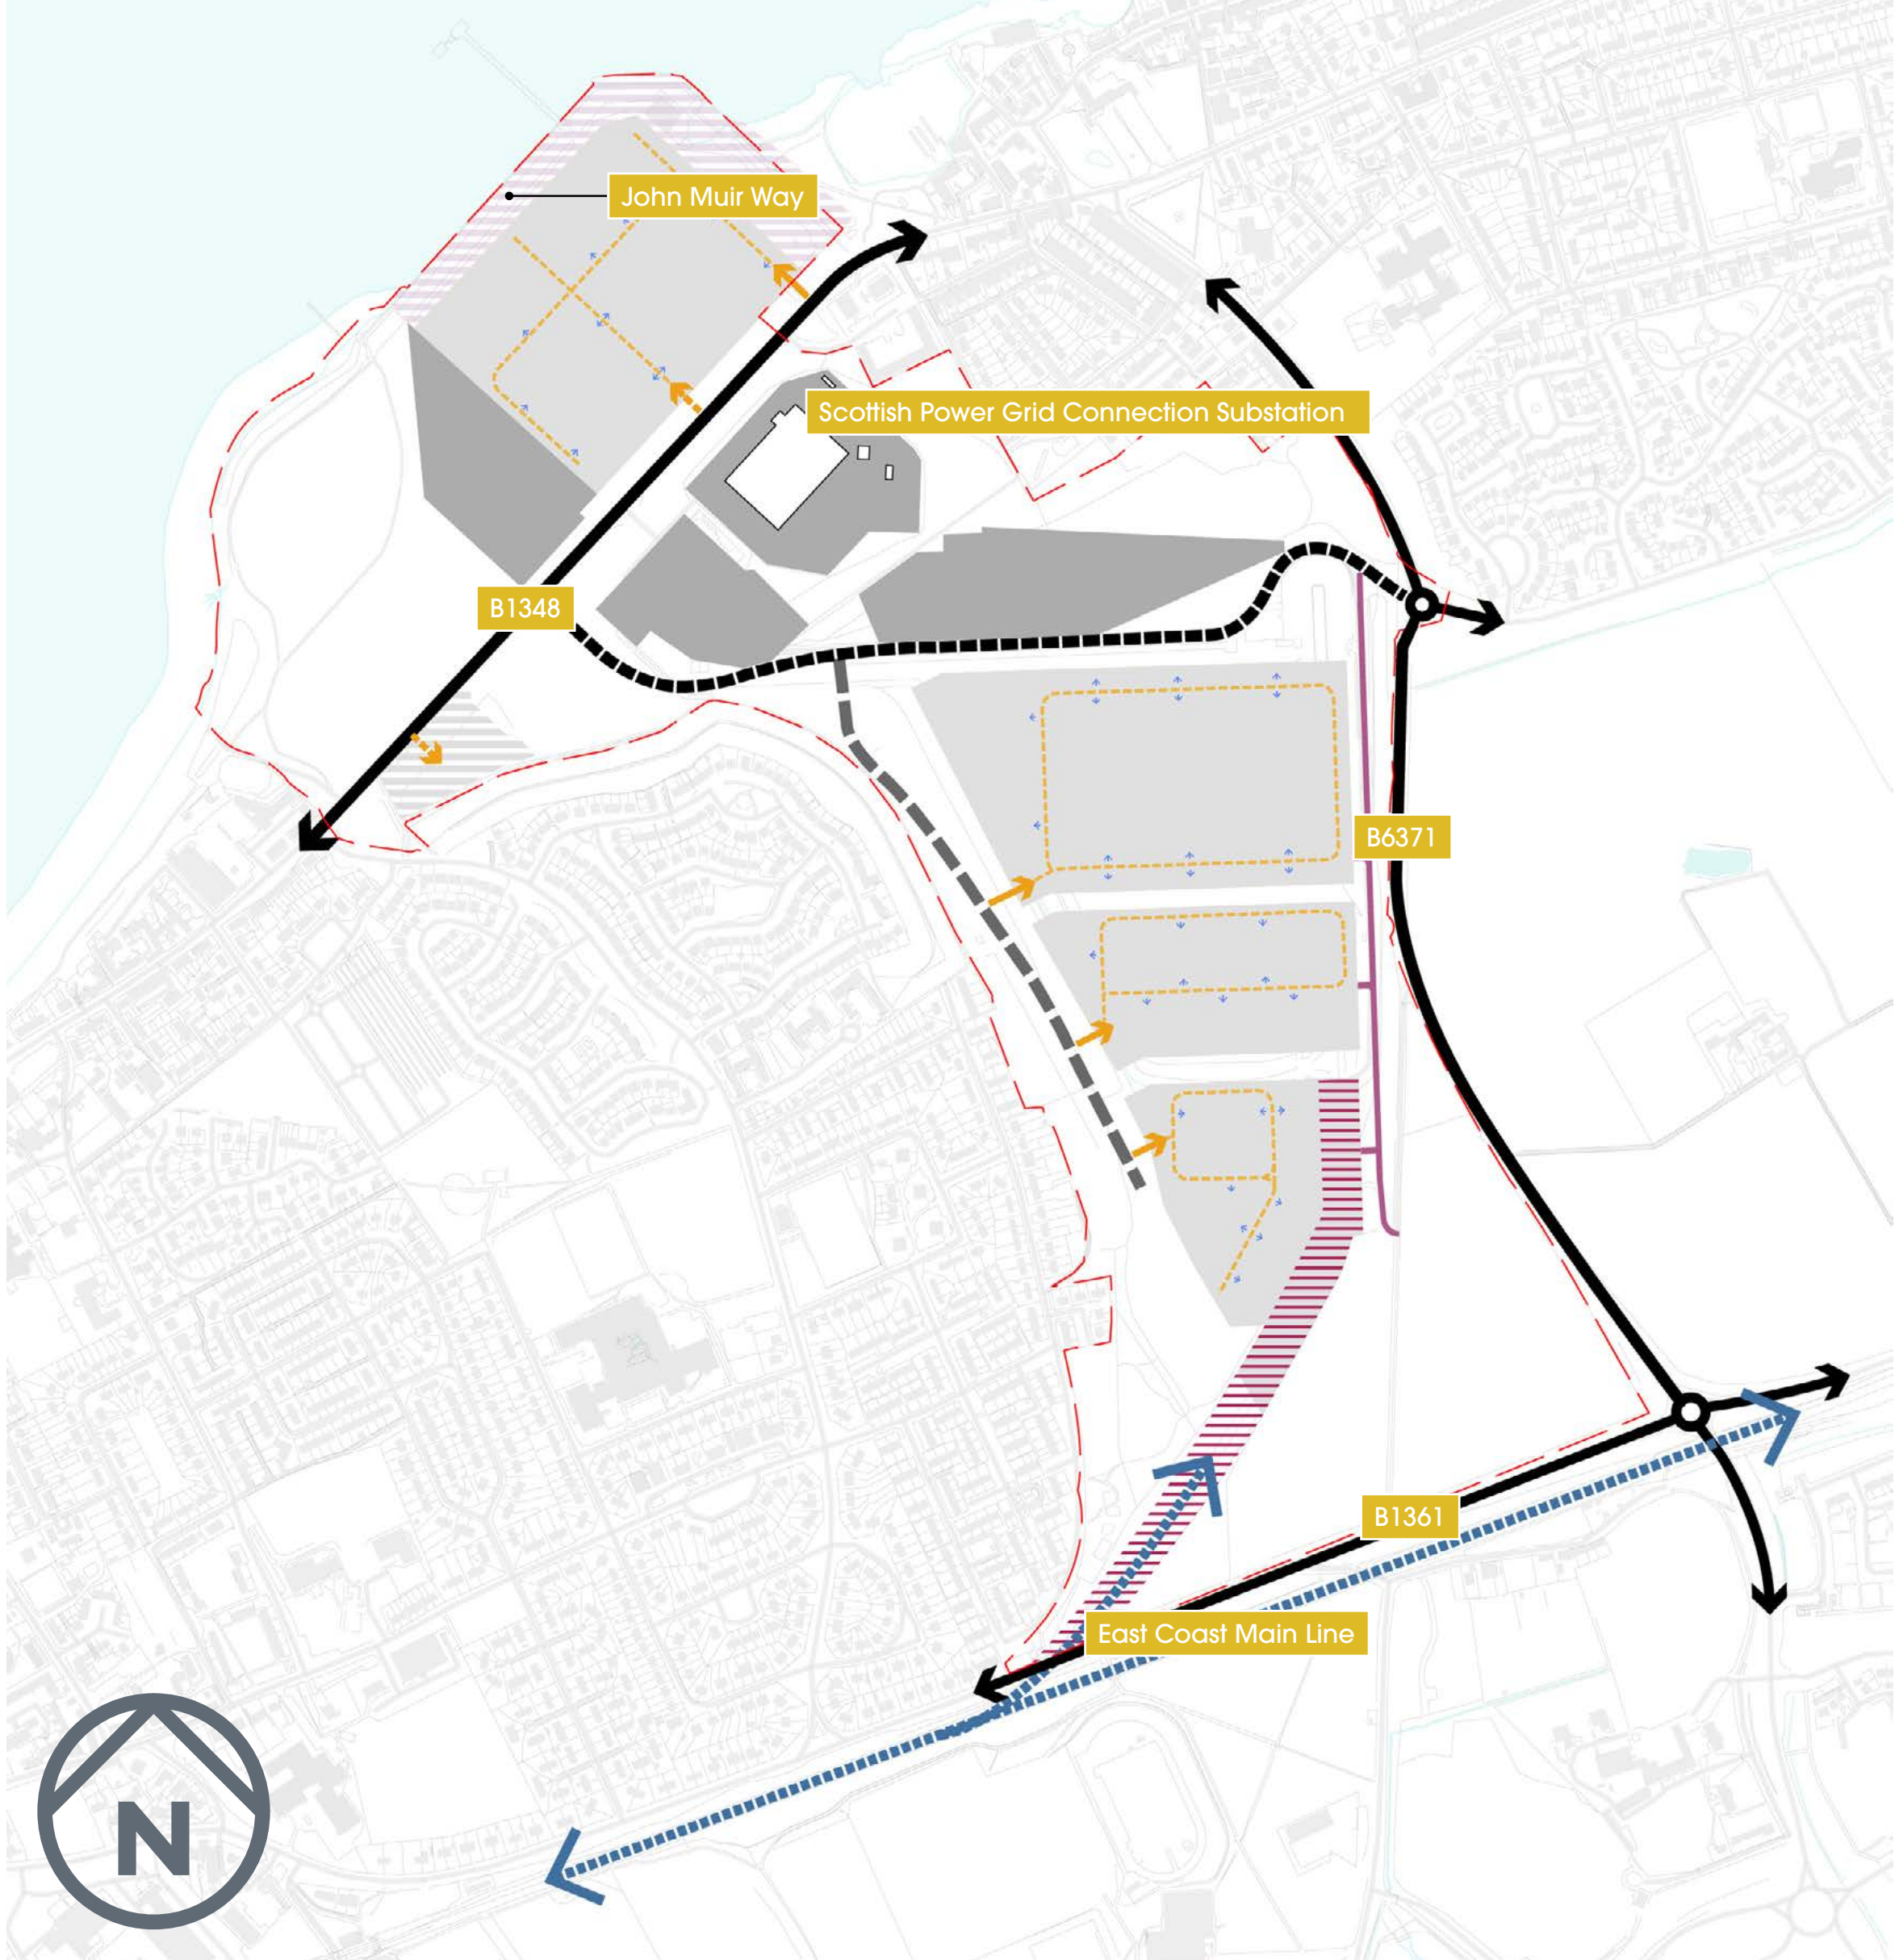 John Muir Way
Scottish Power Grid Connection Substation
B1348
B6371
B1361
East Coast Main Line
N